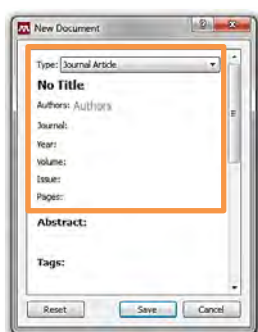 New Document
Type: Journal Article
No Title
Authors: Authors
Journal:
Year:
Volume:
Issue:
Pages:
Abstract:
Tags:
Reset Save Cancel